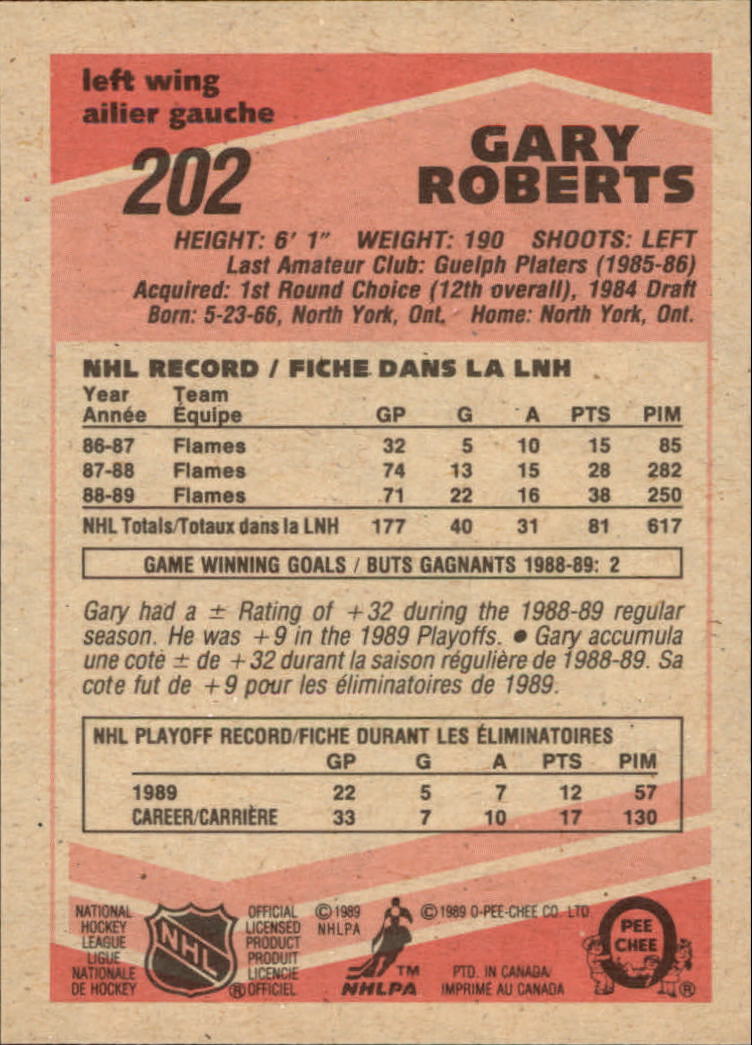 left wing
ailier gauche
202
GARY
ROBERTS
HEIGHT: 6' 1" WEIGHT: 190 SHOOTS: LEFT
Last Amateur Club: Guelph Platers (1985-86)
Acquired: 1st Round Choice (12th overall), 1984 Draft
Born: 5-23-66, North York, Ont. Home: North York, Ont.
NHL RECORD / FICHE DANS LA LNH
Year Team
Année Équipe GP G A PTS PIM
86-87 Flames 32 5 10 15 85
87-88 Flames 74 13 15 28 282
88-89 Flames 71 22 16 38 250
NHL Totals/Totaux dans la LNH 177 40 31 81 617
GAME WINNING GOALS / BUTS GAGNANTS 1988-89: 2
Gary had a ± Rating of +32 during the 1988-89 regular
season. He was +9 in the 1989 Playoffs. ● Gary accumula
une cote ± de +32 durant la saison régulière de 1988-89. Sa
cote fut de +9 pour les éliminatoires de 1989.
NHL PLAYOFF RECORD/FICHE DURANT LES ÉLIMINATOIRES
GP G A PTS PIM
1989 22 5 7 12 57
CAREER/CARRIÈRE 33 7 10 17 130
NATIONAL
HOCKEY
LEAGUE
LIGUE
NATIONALE
DE HOCKEY
NHL
®
OFFICIAL
LICENSED
PRODUCT
PRODUIT
LICENCIE
OFFICIEL
© 1989
NHLPA
TM
NHLPA
© 1989 O-PEE-CHEE CO. LTD.
PTD. IN CANADA/
IMPRIMÉ AU CANADA
O
PEE
CHEE
®